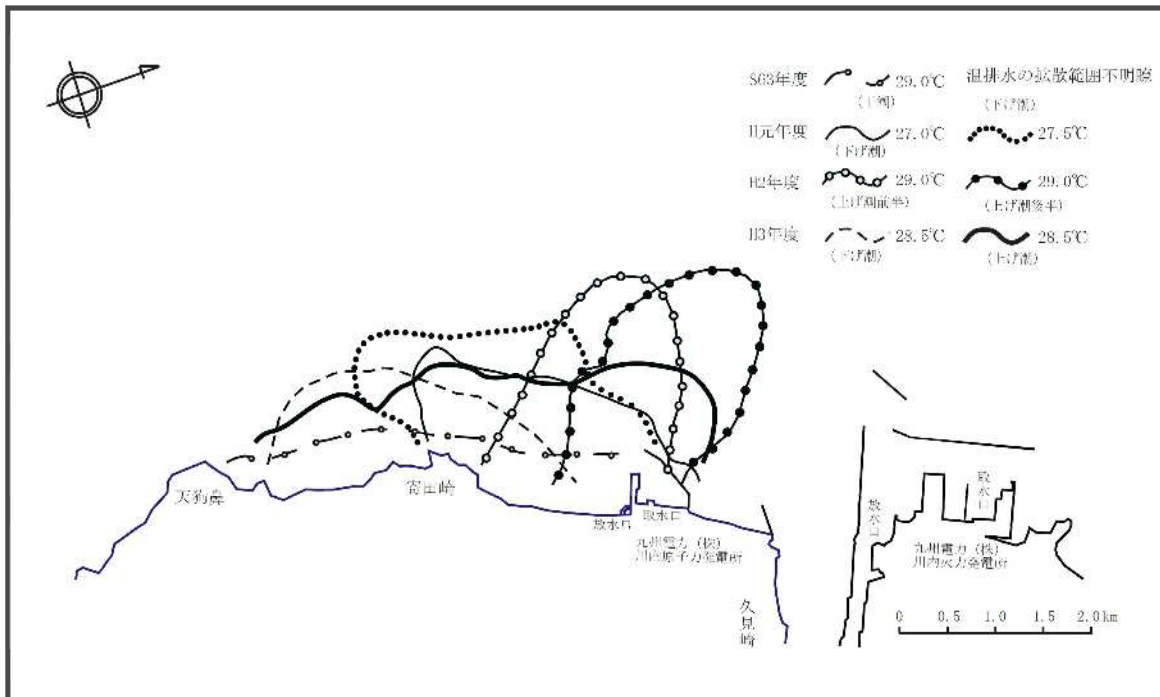 S63年度 29.0℃ 温排水の拡散範囲不明瞭
(干潮) (下げ潮)
H元年度 27.0℃ 27.5℃
(下げ潮)
H2年度 29.0℃ 29.0℃
(上げ潮前半) (上げ潮後半)
H3年度 28.5℃ 28.5℃
(下げ潮) (上げ潮)
天狗鼻
寄田崎
放水口
取水口
九州電力(株)
川内原子力発電所
久見崎
放水口
取水口
九州電力(株)
川内火力発電所
0 0.5 1.0 1.5 2.0km